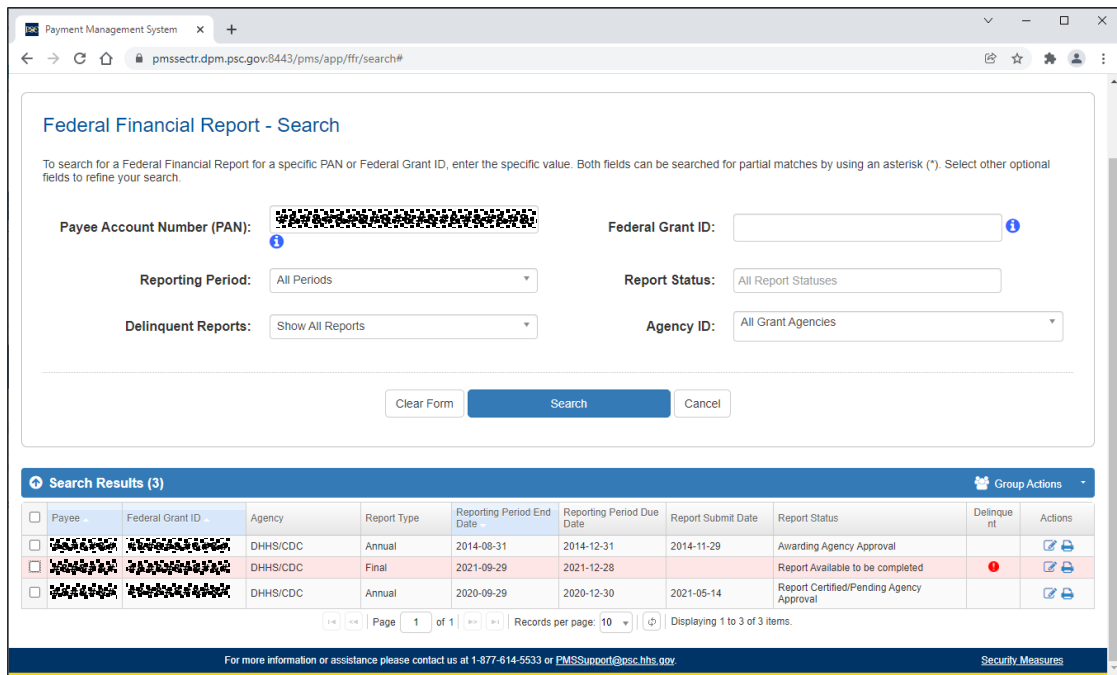 Payment Management System
pmssectr.dpm.psc.gov:8443/pms/app/ffr/search#
Federal Financial Report - Search
To search for a Federal Financial Report for a specific PAN or Federal Grant ID, enter the specific value. Both fields can be searched for partial matches by using an asterisk (*). Select other optional
fields to refine your search.
Payee Account Number (PAN):
Federal Grant ID:
Reporting Period: All Periods
Report Status: All Report Statuses
Delinquent Reports: Show All Reports
Agency ID: All Grant Agencies
Clear Form Search Cancel
Search Results (3) Group Actions
Payee Federal Grant ID Agency Report Type Reporting Period End Date Reporting Period Due Date Report Submit Date Report Status Delinquent Actions
DHHS/CDC Annual 2014-08-31 2014-12-31 2014-11-29 Awarding Agency Approval
DHHS/CDC Final 2021-09-29 2021-12-28 Report Available to be completed
DHHS/CDC Annual 2020-09-29 2020-12-30 2021-05-14 Report Certified/Pending Agency Approval
Page 1 of 1 Records per page: 10 Displaying 1 to 3 of 3 items.
For more information or assistance please contact us at 1-877-614-5533 or PMSSupport@psc.hhs.gov. Security Measures